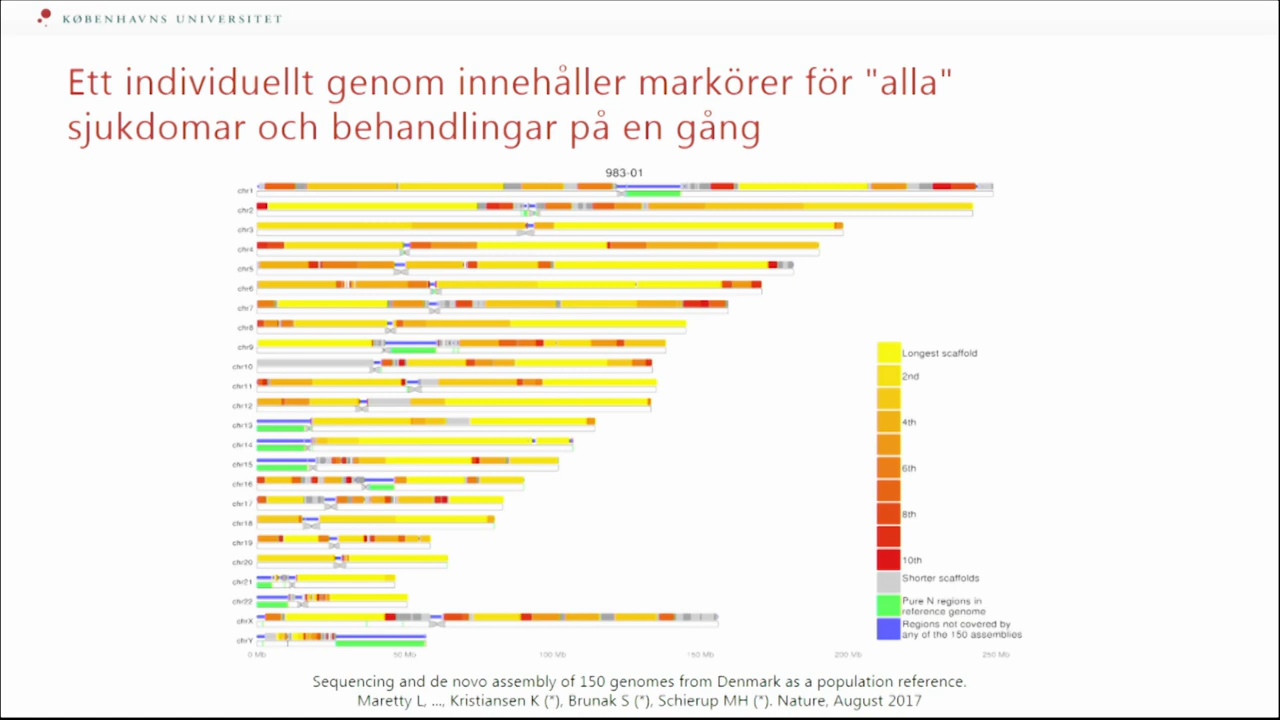 KØBENHAVNS UNIVERSITET
Ett individuellt genom innehåller markörer för "alla"
sjukdomar och behandlingar på en gång
983-01
chr1
chr2
chr3
chr4
chr5
chr6
chr7
chr8
chr9
chr10
chr11
chr12
chr13
chr14
chr15
chr16
chr17
chr18
chr19
chr20
chr21
chr22
chrX
chrY
0 Mb 50 Mb 100 Mb 150 Mb 200 Mb 250 Mb
Longest scaffold
2nd
4th
6th
8th
10th
Shorter scaffolds
Pure N regions in
reference genome
Regions not covered by
any of the 150 assemblies
Sequencing and de novo assembly of 150 genomes from Denmark as a population reference.
Maretty L, ..., Kristiansen K (*), Brunak S (*), Schierup MH (*). Nature, August 2017